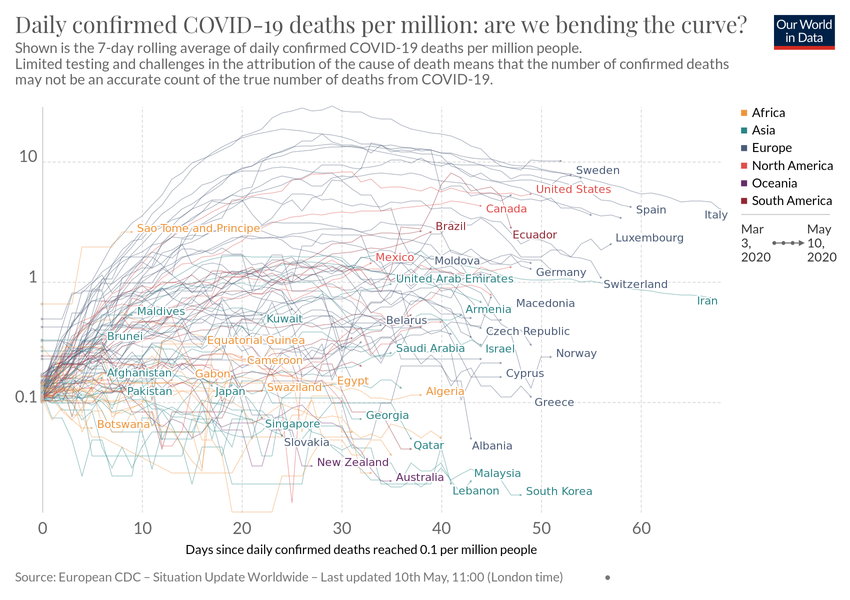 Daily confirmed COVID-19 deaths per million: are we bending the curve?
Our World
in Data
Shown is the 7-day rolling average of daily confirmed COVID-19 deaths per million people.
Limited testing and challenges in the attribution of the cause of death means that the number of confirmed deaths
may not be an accurate count of the true number of deaths from COVID-19.
Africa
Asia
Europe
North America
Oceania
South America
Mar
3,
2020
May
10,
2020
10
1
0.1
Sweden
United States
Canada
Spain
Italy
Sao Tome and Principe
Brazil
Ecuador
Luxembourg
Mexico
Moldova
Germany
United Arab Emirates
Switzerland
Iran
Macedonia
Maldives
Kuwait
Armenia
Belarus
Czech Republic
Brunei
Equatorial Guinea
Saudi Arabia
Israel
Norway
Cameroon
Afghanistan
Gabon
Cyprus
Pakistan
Japan
Swaziland
Egypt
Algeria
Greece
Georgia
Botswana
Singapore
Slovakia
Qatar
Albania
New Zealand
Australia
Malaysia
Lebanon
South Korea
0
10
20
30
40
50
60
Days since daily confirmed deaths reached 0.1 per million people
Source: European CDC – Situation Update Worldwide – Last updated 10th May, 11:00 (London time)